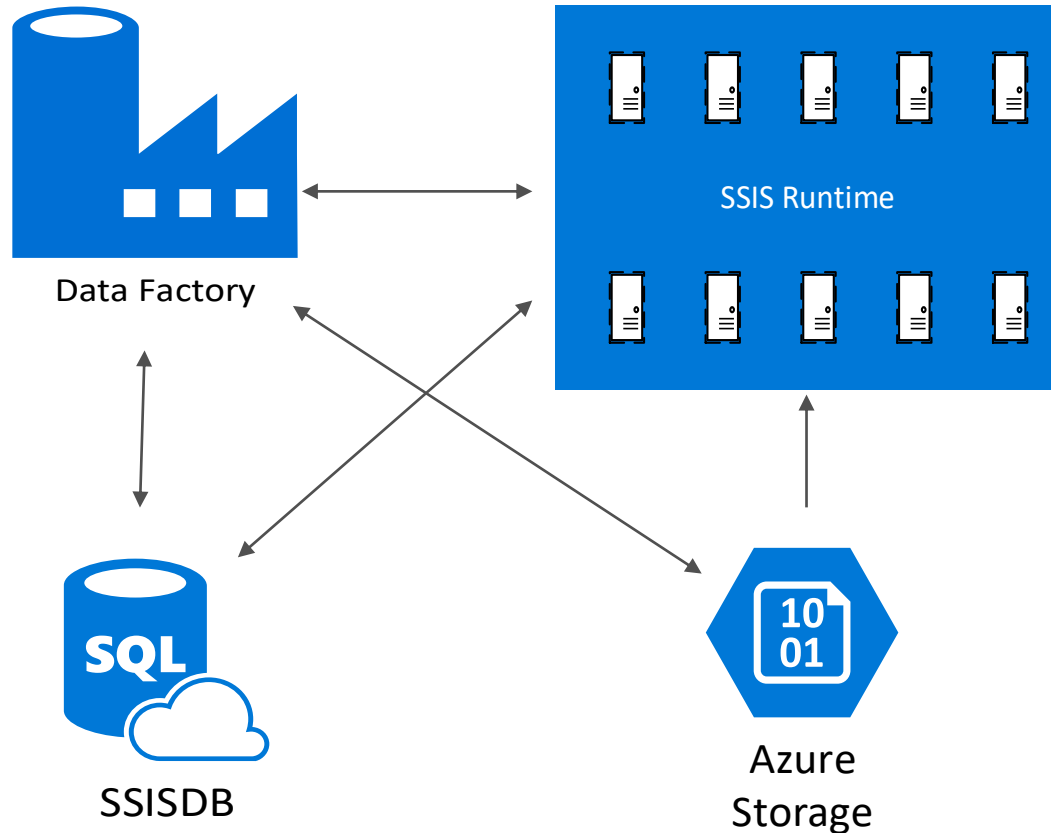 SSIS Runtime
Data Factory
SQL
10
01
SSISDB
Azure
Storage